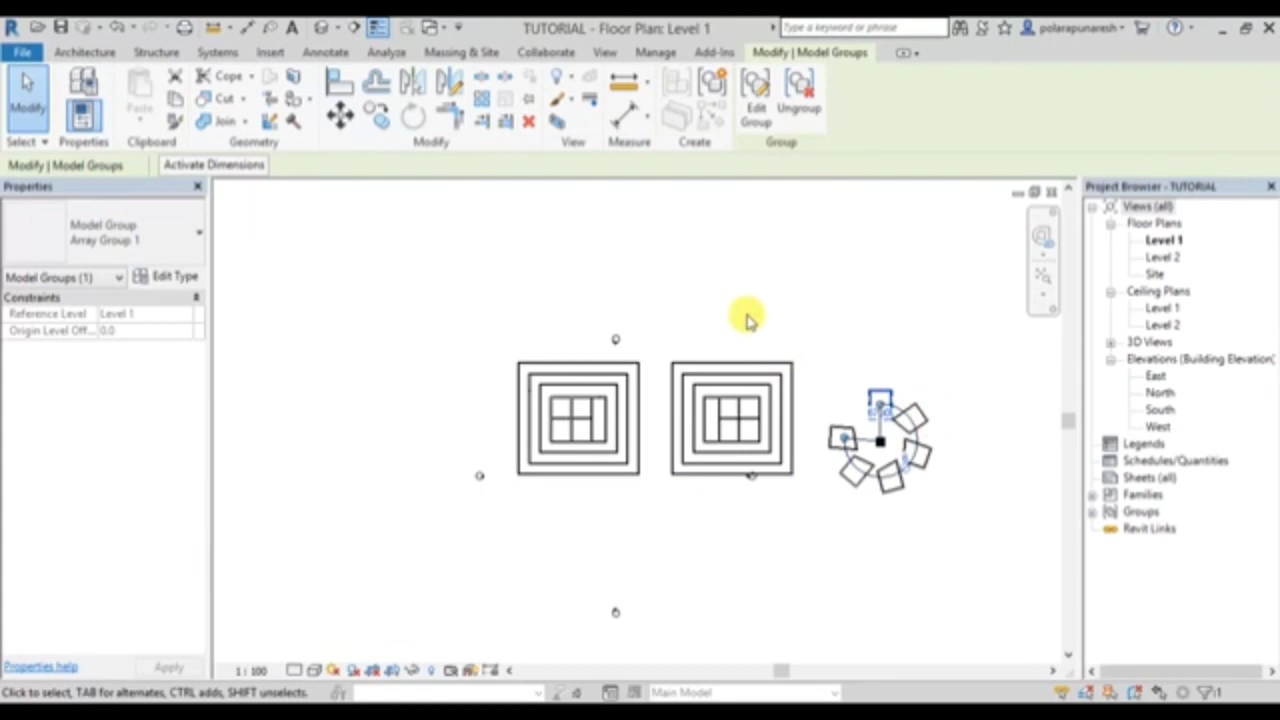 TUTORIAL - Floor Plan: Level 1
Type a keyword or phrase
polarapunaresh
File Architecture Structure Systems Insert Annotate Analyze Massing & Site Collaborate View Manage Add-Ins Modify | Model Groups
Modify
Paste
Cope
Cut
Join
Edit Group
Ungroup
Select Properties Clipboard Geometry Modify View Measure Create Group
Modify | Model Groups Activate Dimensions
Properties
Model Group
Array Group 1
Model Groups (1) Edit Type
Constraints
Reference Level Level 1
Origin Level Off... 0.0
Properties help Apply
1 : 100
Project Browser - TUTORIAL
Views (all)
Floor Plans
Level 1
Level 2
Site
Ceiling Plans
Level 1
Level 2
3D Views
Elevations (Building Elevation)
East
North
South
West
Legends
Schedules/Quantities
Sheets (all)
Families
Groups
Revit Links
Click to select, TAB for alternates, CTRL adds, SHIFT unselects.
:0
Main Model
:1